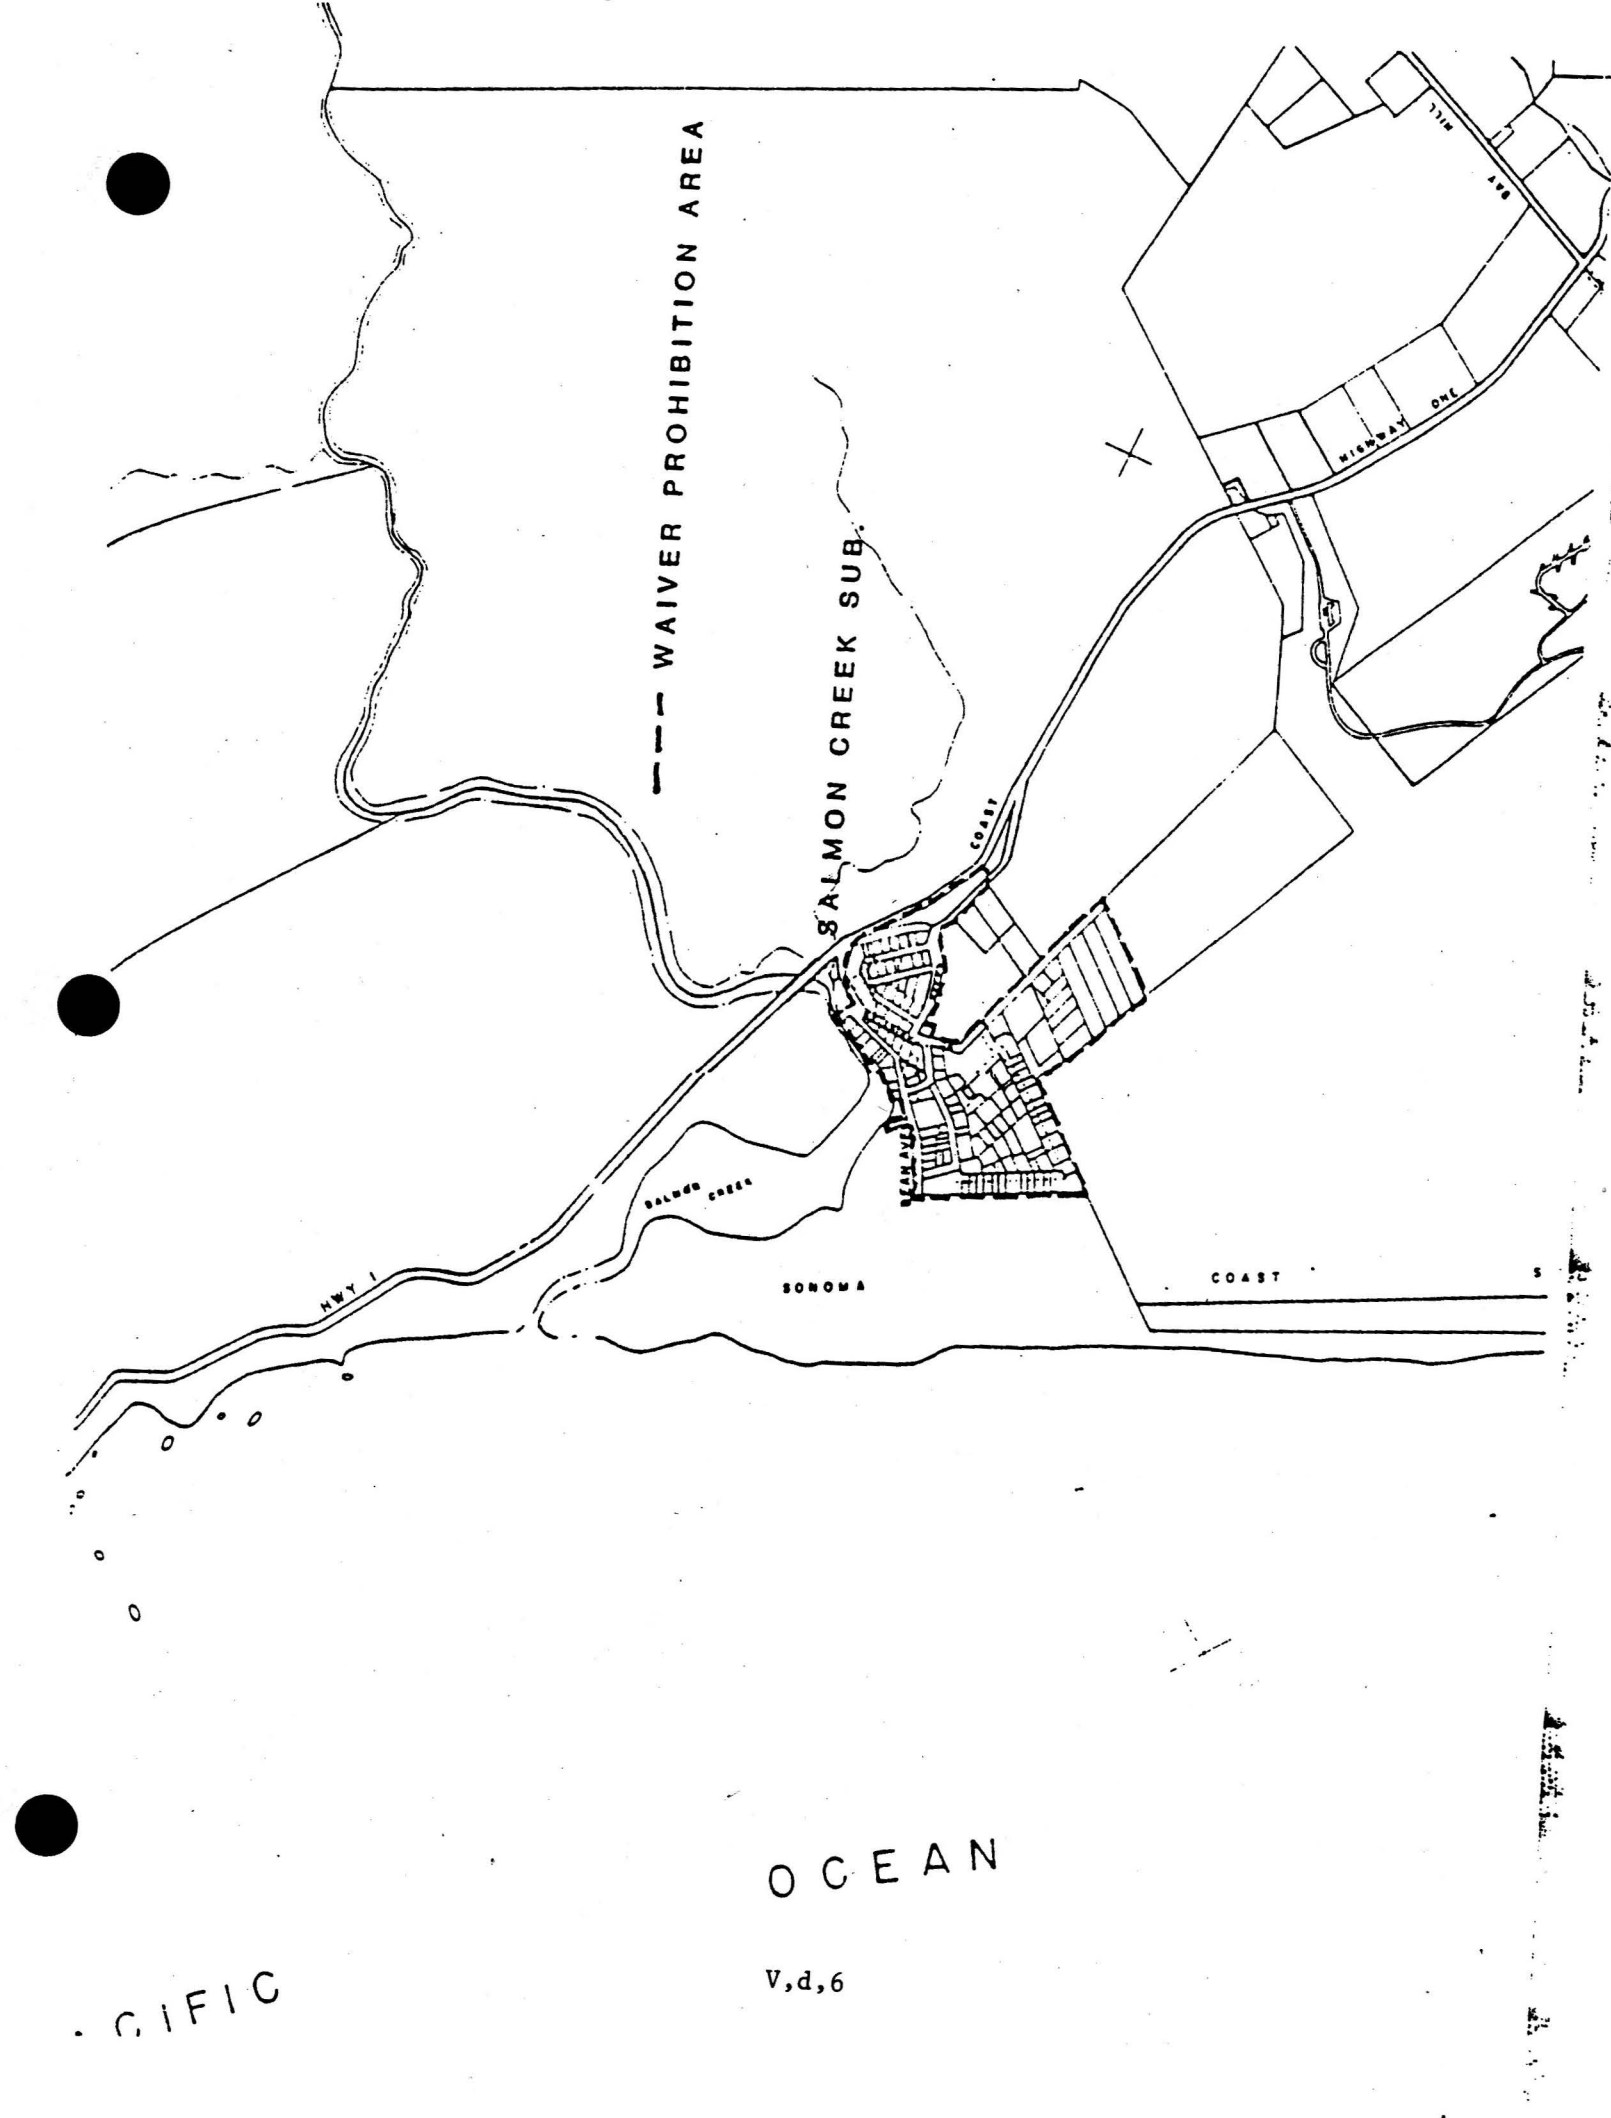 WAIVER PROHIBITION AREA
SALMON CREEK SUB.
HILL
BAY
HIGHWAY ONE
COAST
SALMON CREEK
HWY 1
SONOMA
COAST
S
OCEAN
CIFIC
V,d,6